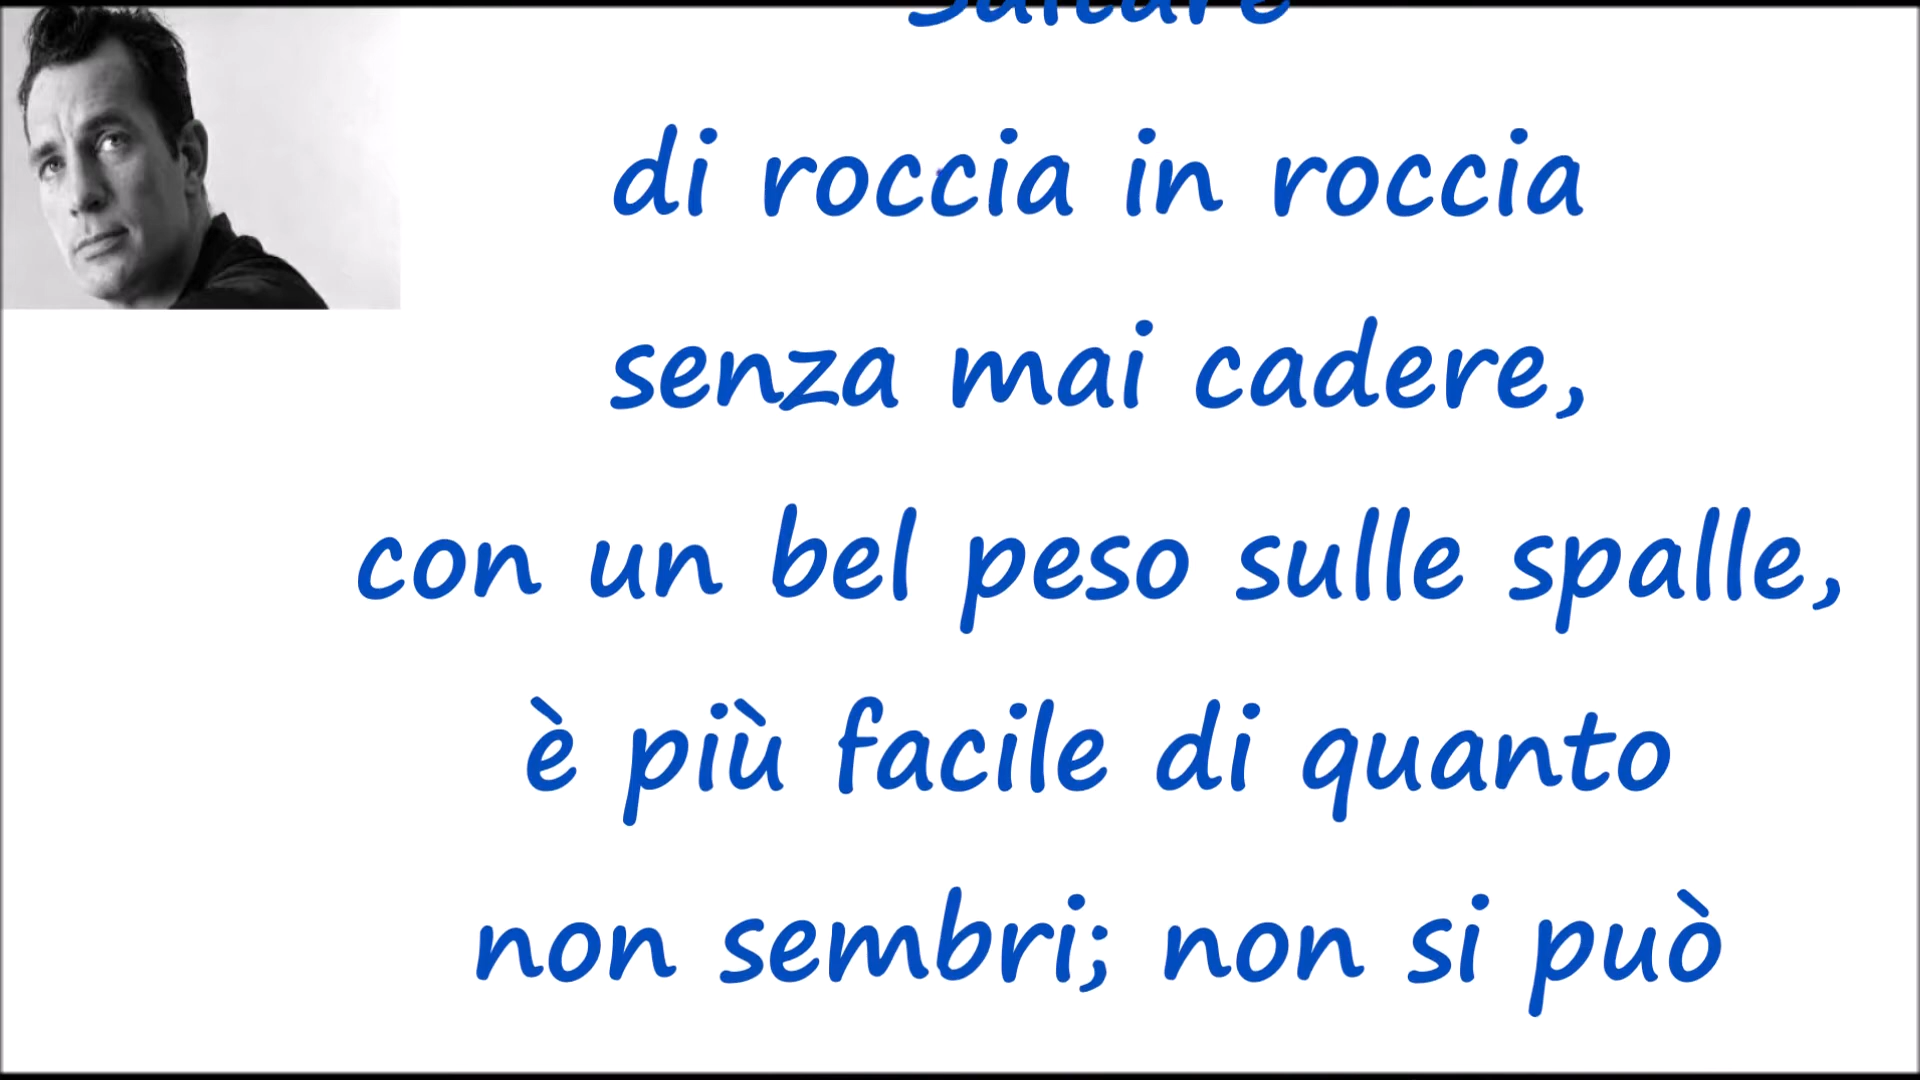 Saltare
di roccia in roccia
senza mai cadere,
con un bel peso sulle spalle,
è più facile di quanto
non sembri; non si può